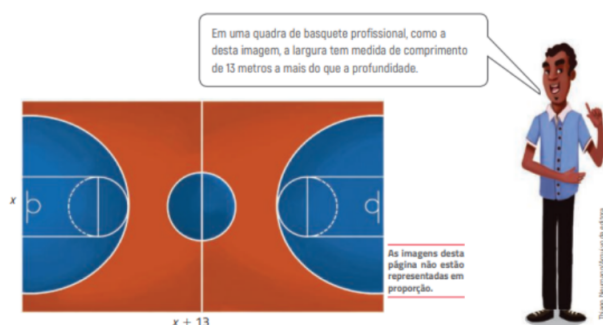 Em uma quadra de basquete profissional, como a
desta imagem, a largura tem medida de comprimento
de 13 metros a mais do que a profundidade.
x
As imagens desta
página não estão
representadas em
proporção.
x + 13